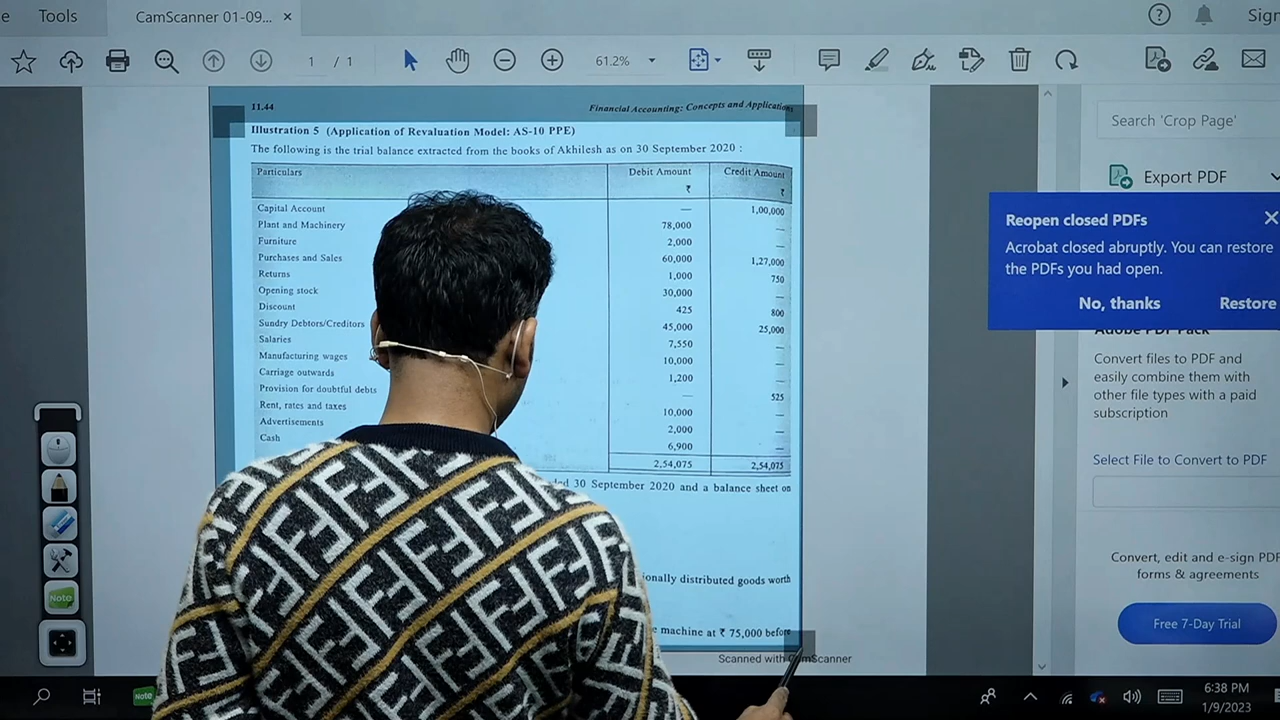 e Tools CamScanner 01-09... ×
Sign
1 / 1 61.2%
11.44 Financial Accounting: Concepts and Applications
Illustration 5 (Application of Revaluation Model: AS-10 PPE)
The following is the trial balance extracted from the books of Akhilesh as on 30 September 2020 :
Particulars Debit Amount Credit Amount
₹ ₹
Capital Account — 1,00,000
Plant and Machinery 78,000 —
Furniture 2,000 —
Purchases and Sales 60,000 1,27,000
Returns 1,000 750
Opening stock 30,000 —
Discount 425 800
Sundry Debtors/Creditors 45,000 25,000
Salaries 7,550 —
Manufacturing wages 10,000 —
Carriage outwards 1,200 —
Provision for doubtful debts — 525
Rent, rates and taxes 10,000 —
Advertisements 2,000 —
Cash 6,900 —
2,54,075 2,54,075
30 September 2020 and a balance sheet on
distributed goods worth
machine at ₹ 75,000 before
Scanned with CamScanner
Search 'Crop Page'
Export PDF
Reopen closed PDFs
Acrobat closed abruptly. You can restore
the PDFs you had open.
No, thanks Restore
Adobe PDF Pack
Convert files to PDF and
easily combine them with
other file types with a paid
subscription
Select File to Convert to PDF
Convert, edit and e-sign PDF
forms & agreements
Free 7-Day Trial
Note
Note
6:38 PM
1/9/2023